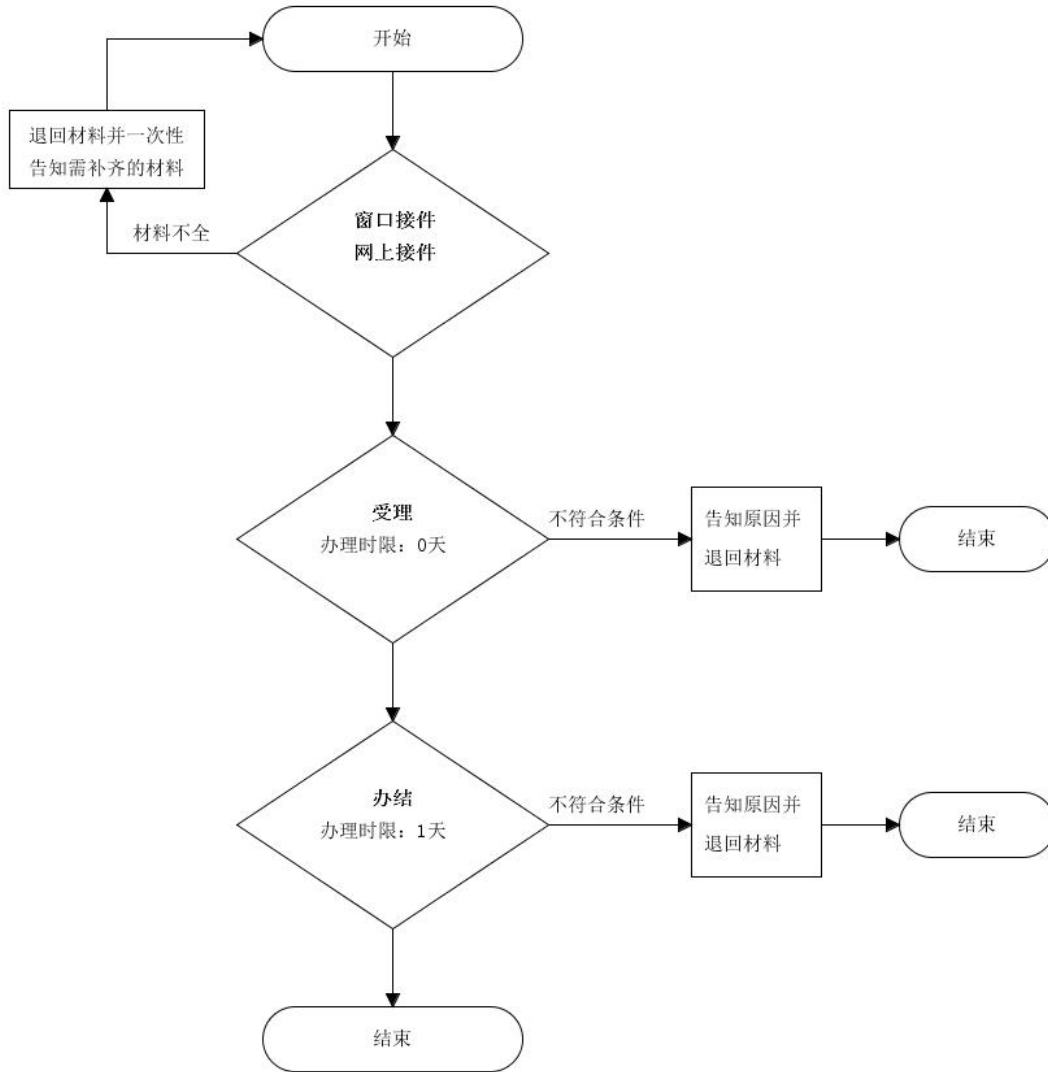 开始
退回材料并一次性
告知需补齐的材料
材料不全
窗口接件
网上接件
受理
办理时限：0天
不符合条件
告知原因并
退回材料
结束
办结
办理时限：1天
不符合条件
告知原因并
退回材料
结束
结束